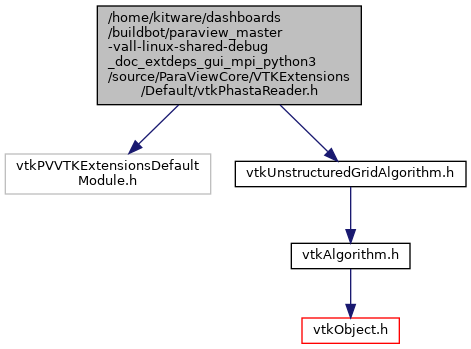 /home/kitware/dashboards
/buildbot/paraview_master
-vall-linux-shared-debug
_doc_extdeps_gui_mpi_python3
/source/ParaViewCore/VTKExtensions
/Default/vtkPhastaReader.h
vtkPVVTKExtensionsDefault
Module.h
vtkUnstructuredGridAlgorithm.h
vtkAlgorithm.h
vtkObject.h